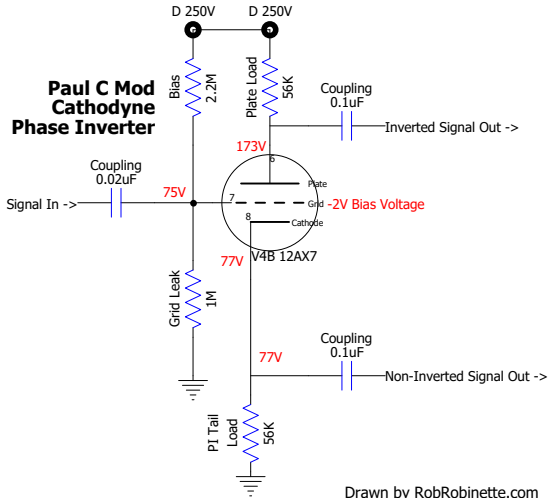 D 250V
D 250V
Bias
2.2M
Plate Load
56K
Paul C Mod
Cathodyne
Phase Inverter
Coupling
0.1uF
Inverted Signal Out ->
173V
6
Coupling
0.02uF
Plate
75V
Signal In ->
7
Grid
-2V Bias Voltage
8
Cathode
77V
V4B 12AX7
Grid Leak
1M
Coupling
0.1uF
77V
Non-Inverted Signal Out ->
PI Tail
Load
56K
Drawn by RobRobinette.com